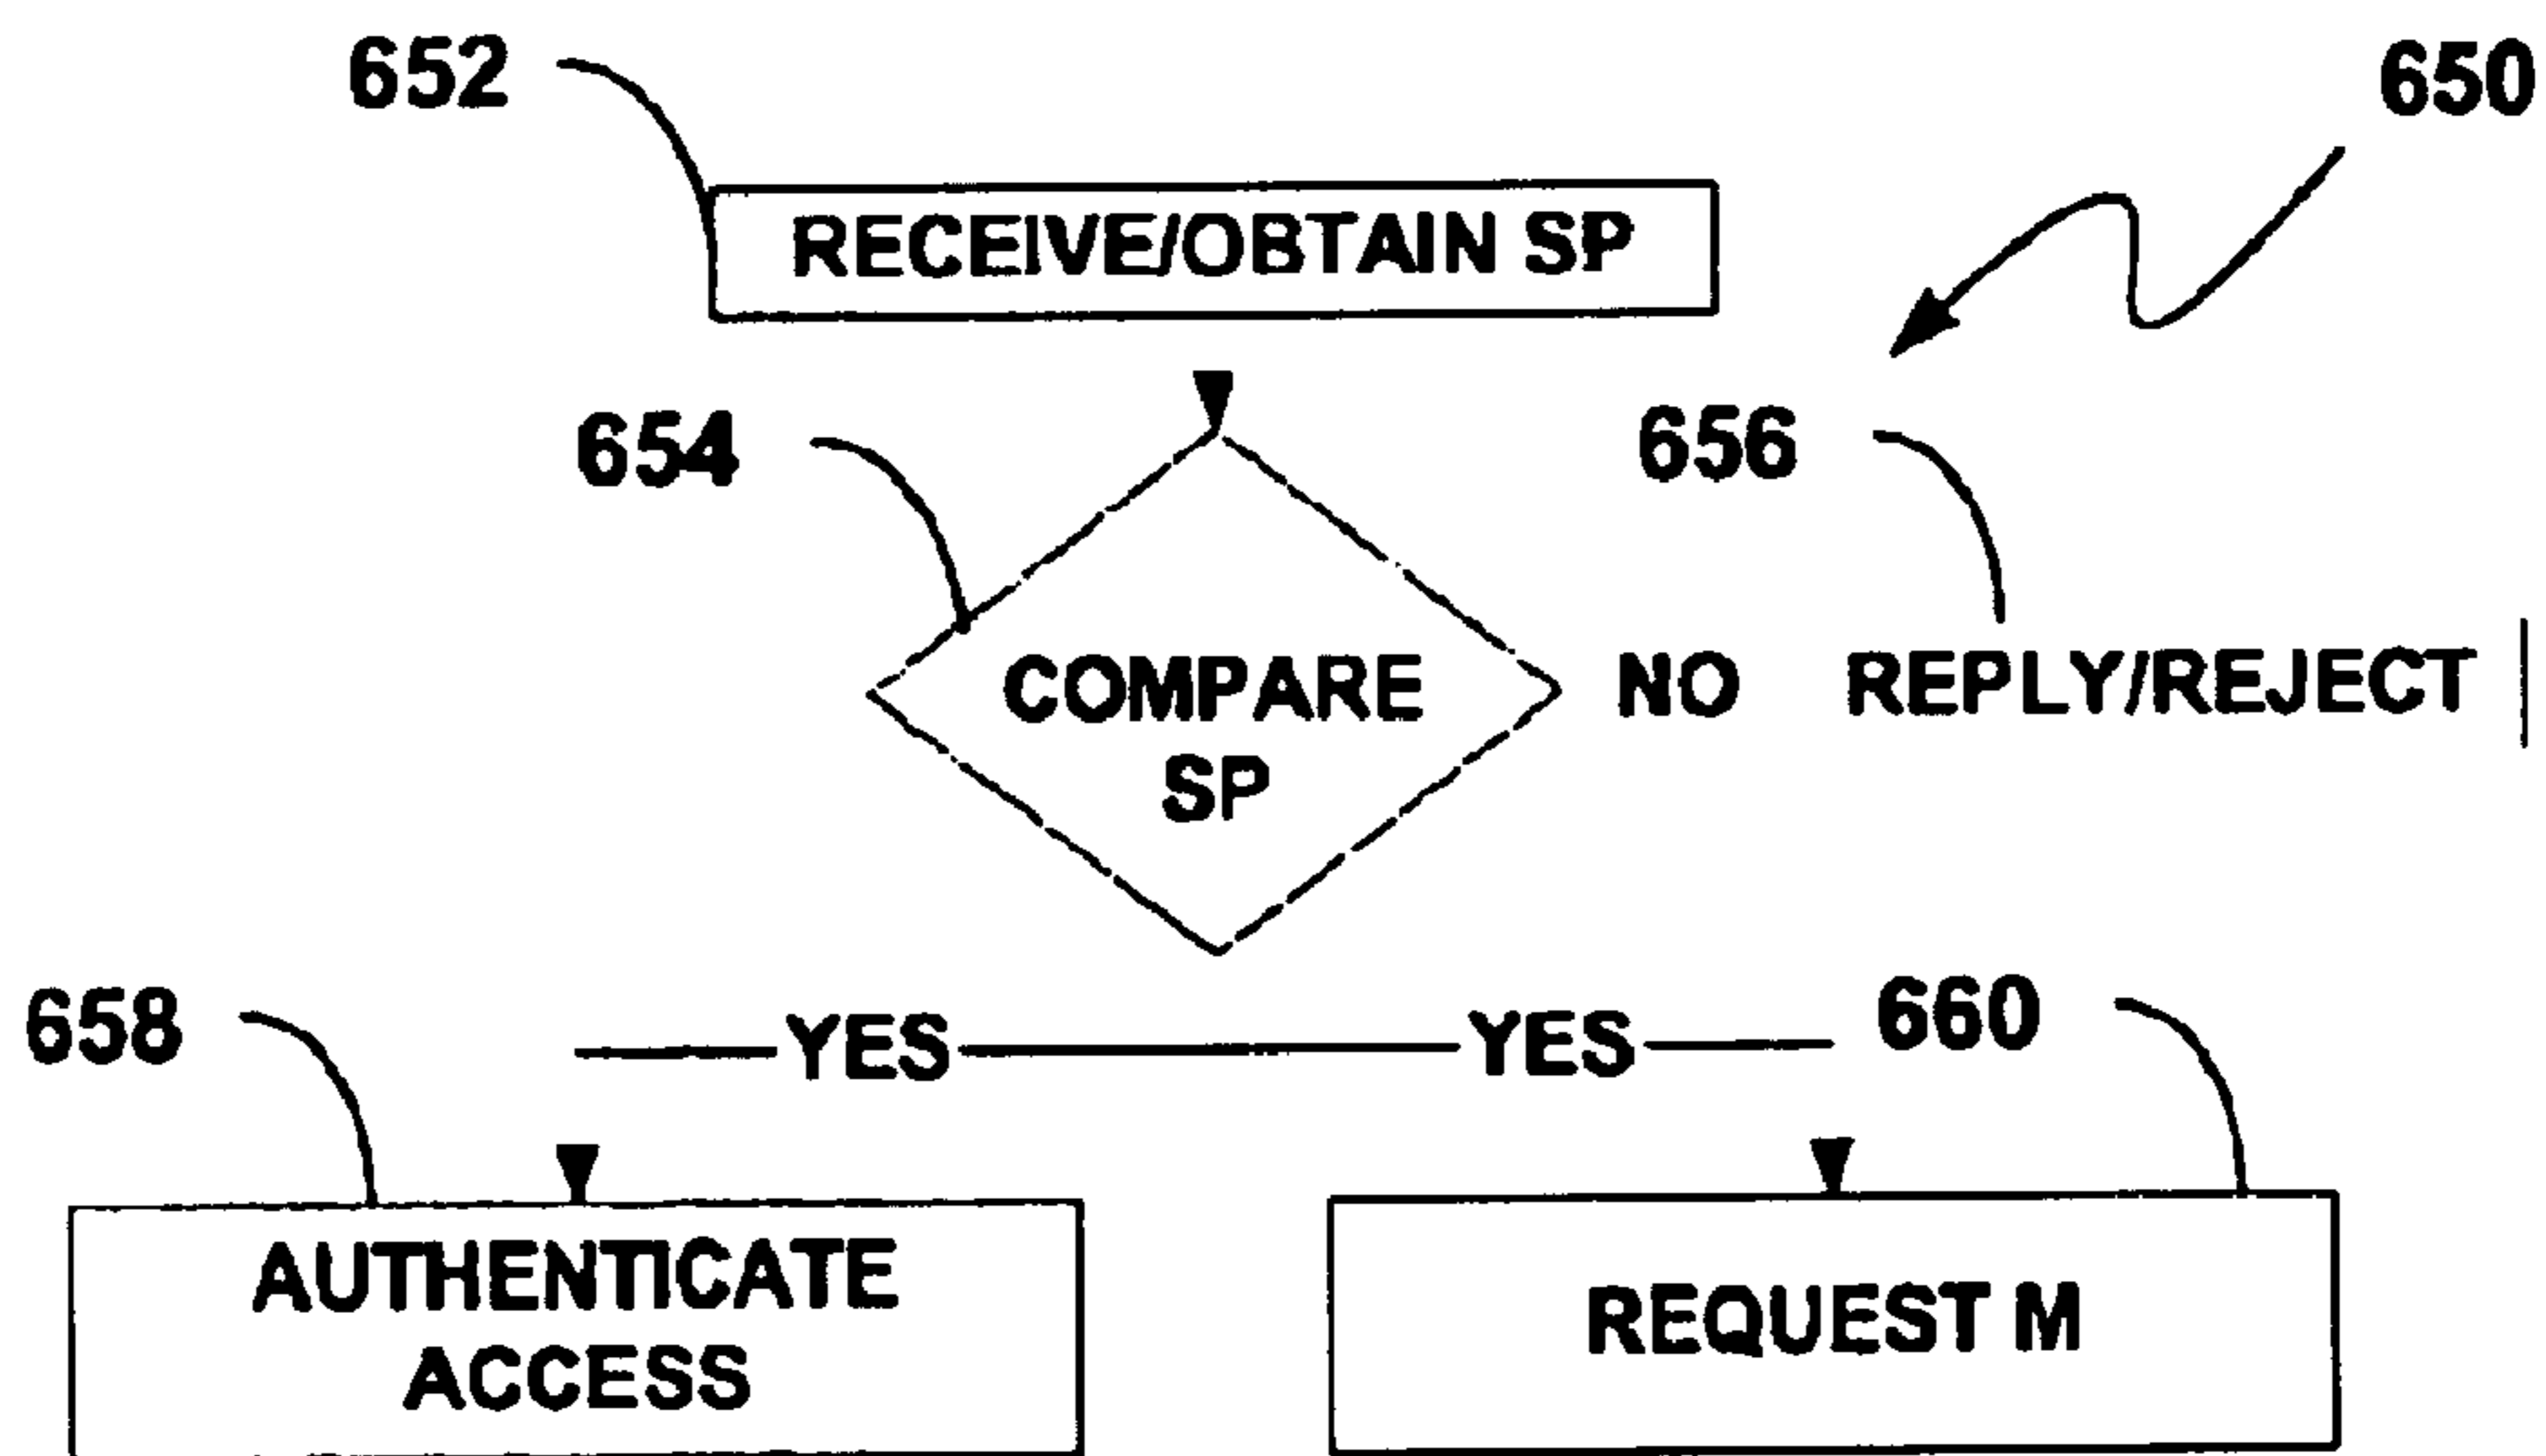 652
650
RECEIVE/OBTAIN SP
654
656
COMPARE
SP
NO
REPLY/REJECT
658
YES
YES
660
AUTHENTICATE
ACCESS
REQUEST M